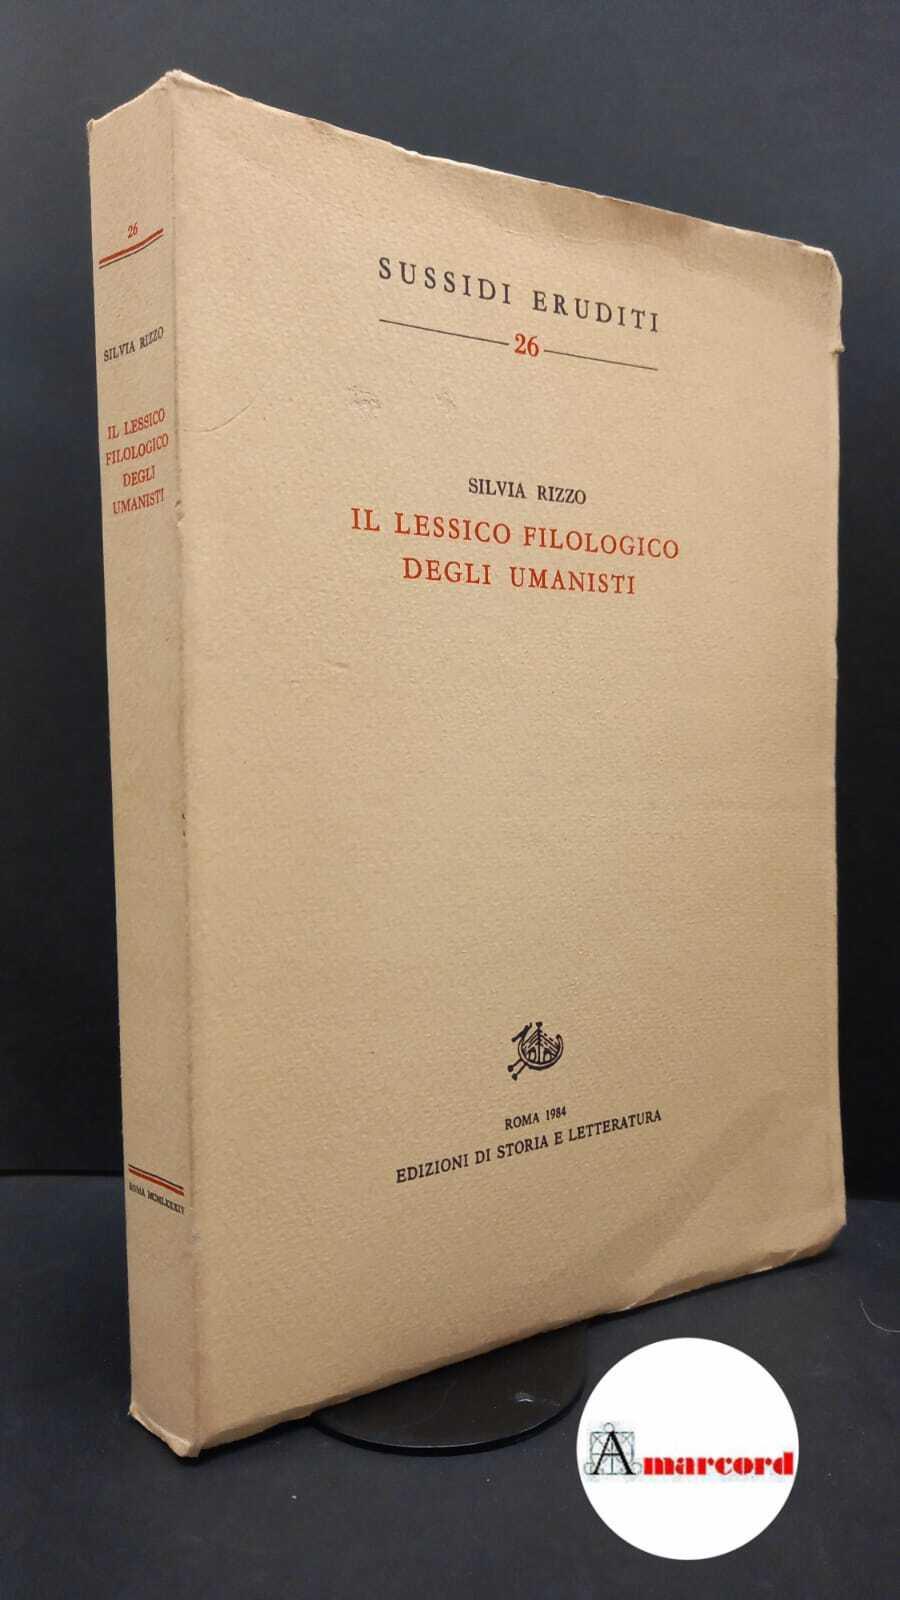 26
SILVIA RIZZO
IL LESSICO
FILOLOGICO
DEGLI
UMANISTI
ROMA MCMLXXXIV
SUSSIDI ERUDITI
26
SILVIA RIZZO
IL LESSICO FILOLOGICO
DEGLI UMANISTI
ROMA 1984
EDIZIONI DI STORIA E LETTERATURA
Amarcord